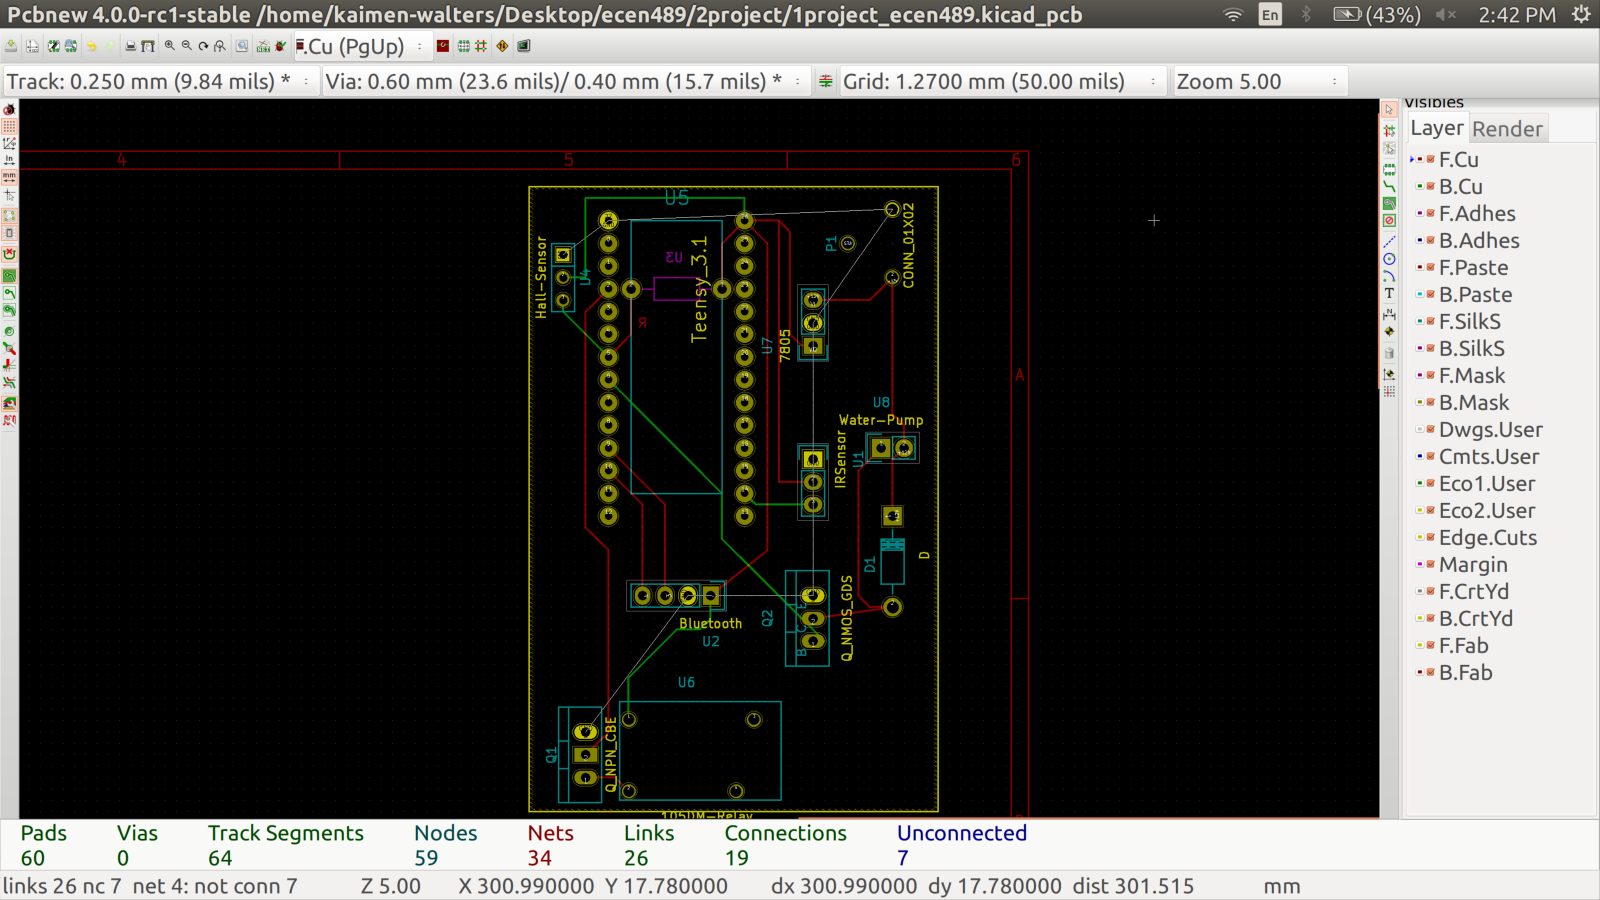 Pcbnew 4.0.0-rc1-stable /home/kaimen-walters/Desktop/ecen489/2project/1project_ecen489.kicad_pcb
En
(43%)
2:42 PM
.Cu (PgUp)
Track: 0.250 mm (9.84 mils) *
Via: 0.60 mm (23.6 mils)/ 0.40 mm (15.7 mils) *
Grid: 1.2700 mm (50.00 mils)
Zoom 5.00
Visibles
Layer
Render
F.Cu
B.Cu
F.Adhes
B.Adhes
F.Paste
B.Paste
F.SilkS
B.SilkS
F.Mask
B.Mask
Dwgs.User
Cmts.User
Eco1.User
Eco2.User
Edge.Cuts
Margin
F.CrtYd
B.CrtYd
F.Fab
B.Fab
In
mm
4
5
6
A
U5
Hall-Sensor
U4
U3
R
Teensy_3.1
P1
CONN_01X02
U7
7805
U8
Water-Pump
IRSensor
U1
D1
D
Bluetooth
U2
Q2
Q_NMOS_GDS
U6
Q1
Q_NPN_CBE
105DM-Relay
Pads
Vias
Track Segments
Nodes
Nets
Links
Connections
Unconnected
60
0
64
59
34
26
19
7
links 26 nc 7 net 4: not conn 7
Z 5.00
X 300.990000 Y 17.780000
dx 300.990000 dy 17.780000 dist 301.515
mm